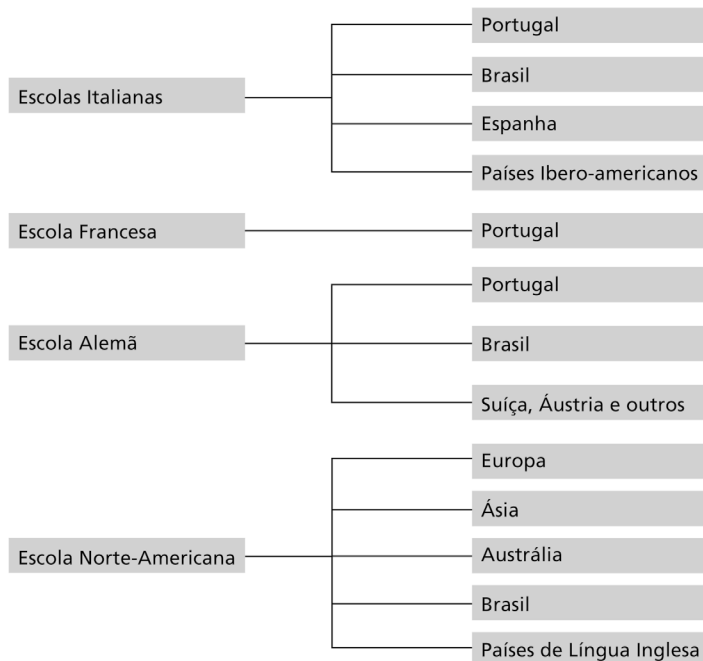 Escolas Italianas
Portugal
Brasil
Espanha
Países Ibero-americanos
Escola Francesa
Portugal
Escola Alemã
Portugal
Brasil
Suíça, Áustria e outros
Escola Norte-Americana
Europa
Ásia
Austrália
Brasil
Países de Língua Inglesa